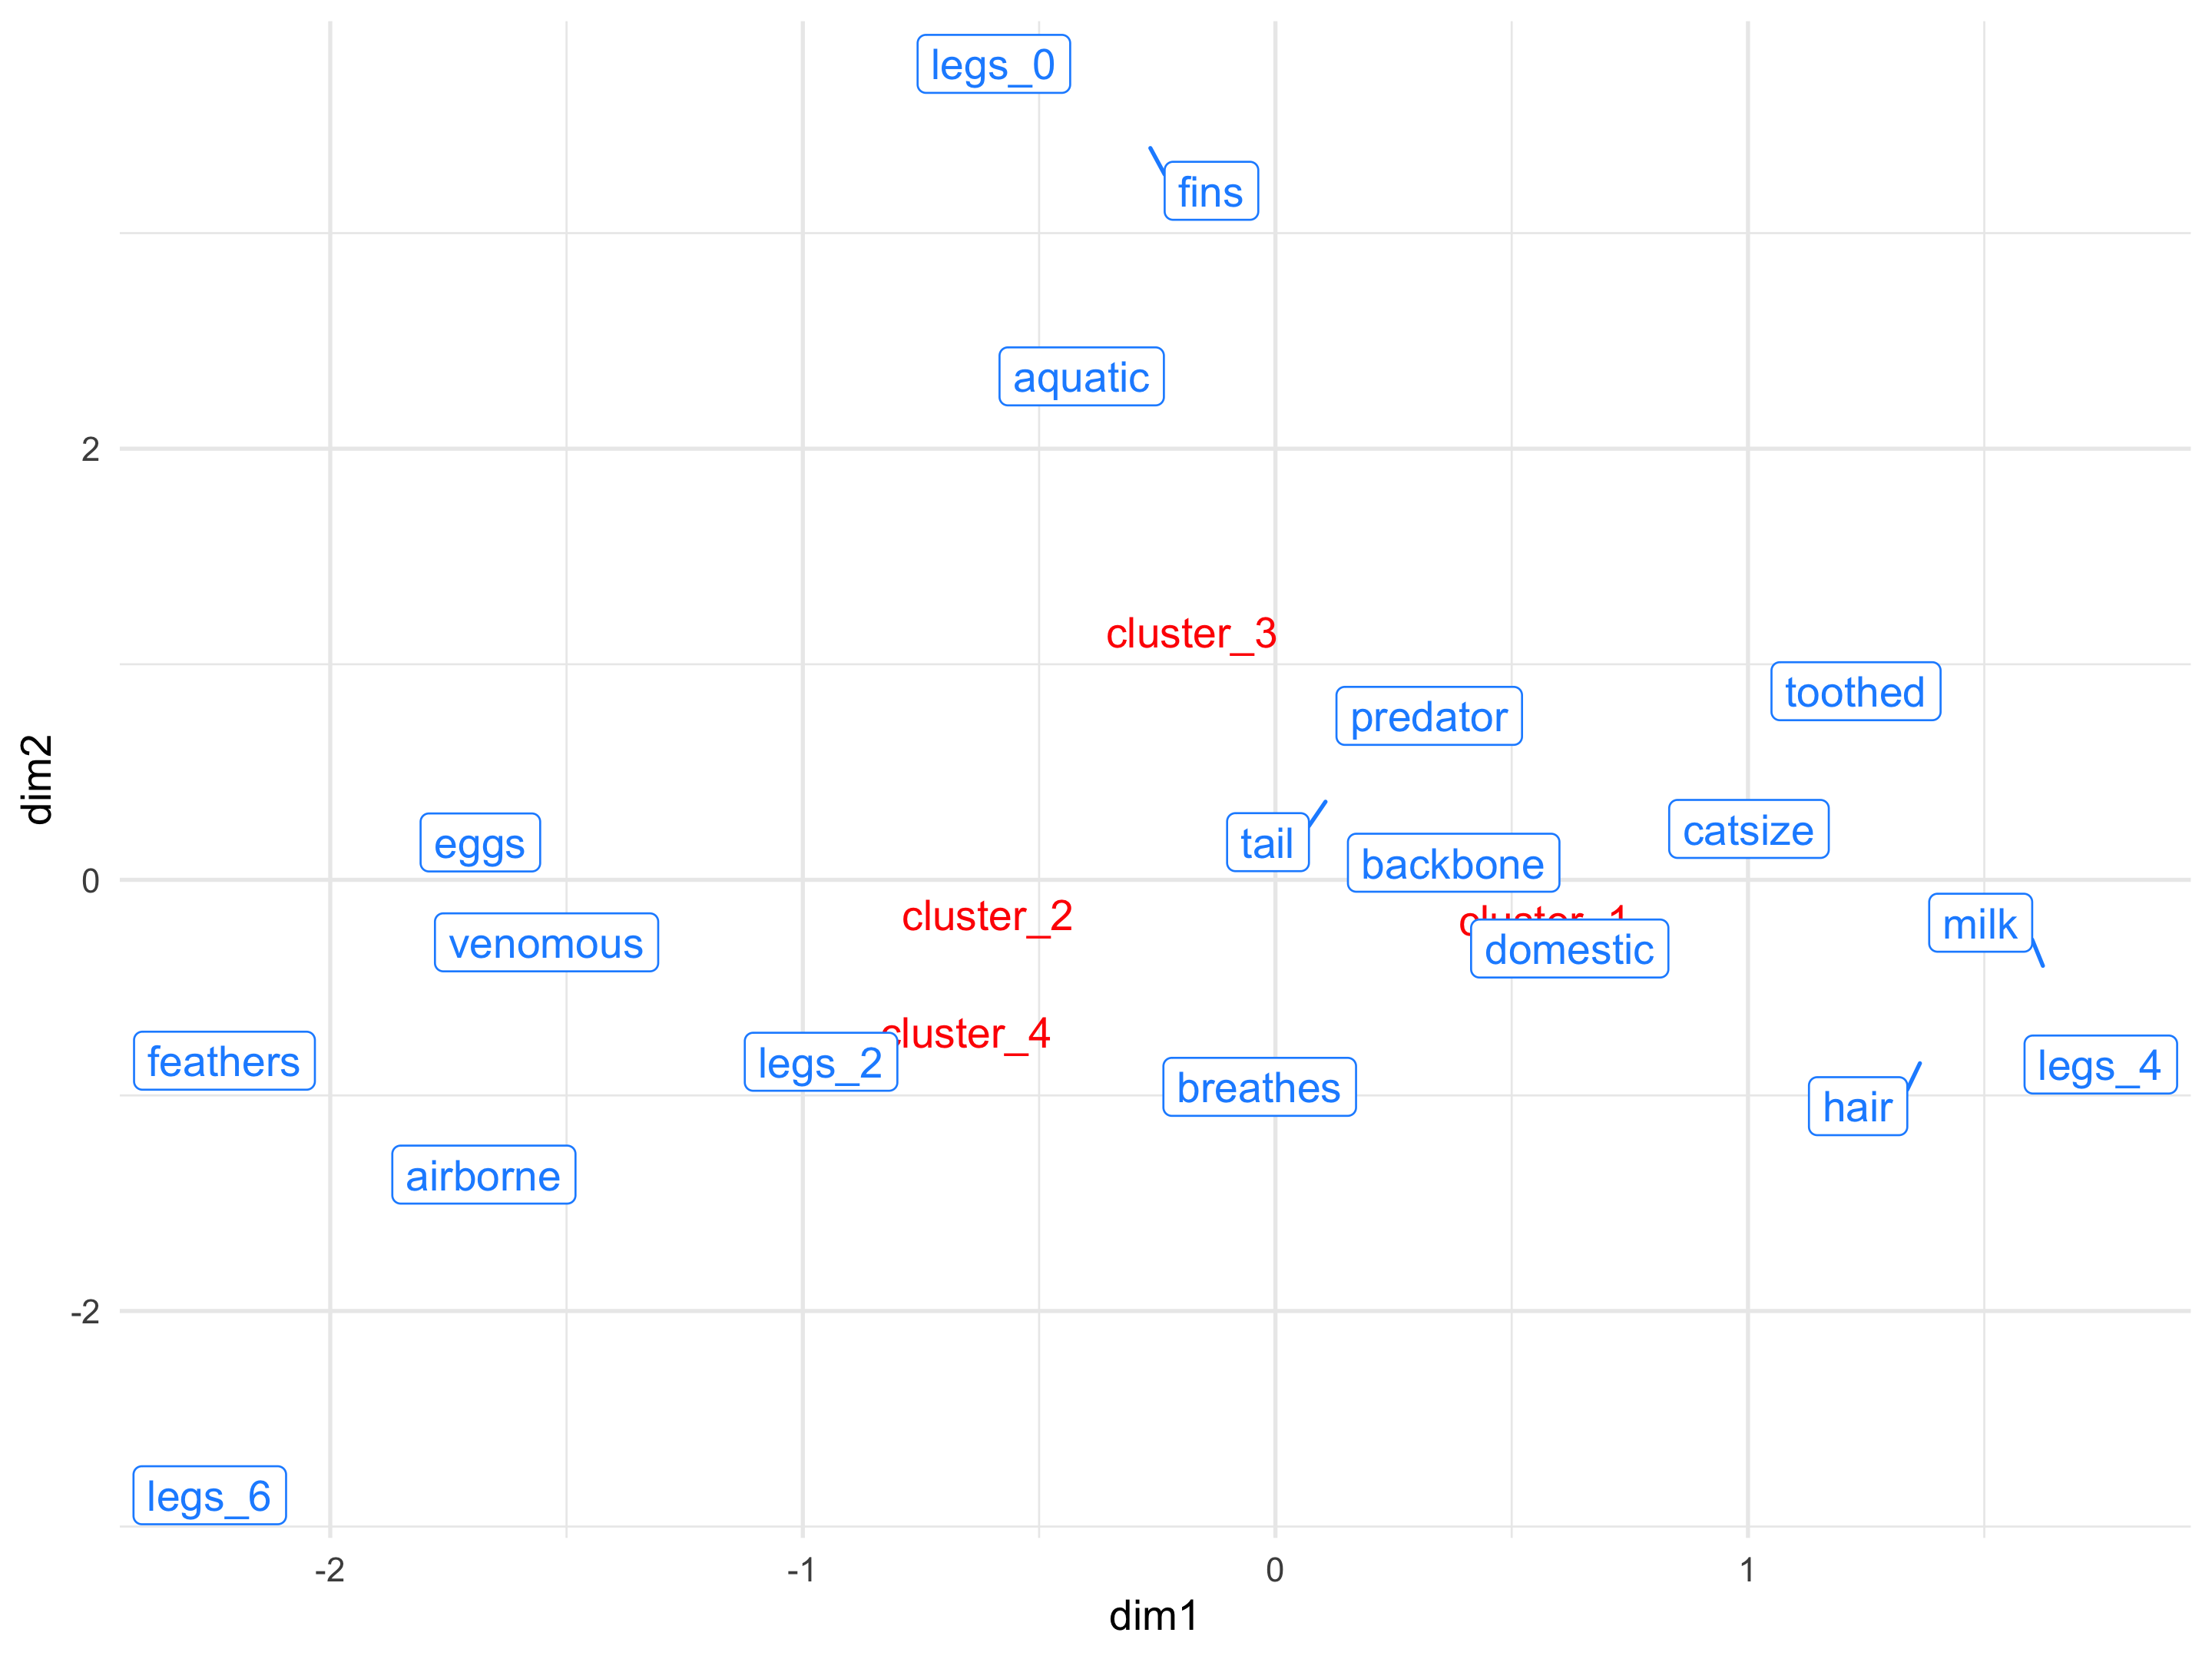 legs_0
fins
aquatic
2
cluster_3
toothed
predator
dim2
catsize
eggs
tail
backbone
0
cluster_2
cluster_1
milk
venomous
domestic
cluster_4
feathers
legs_2
legs_4
breathes
hair
airborne
-2
legs_6
-2
-1
0
1
dim1